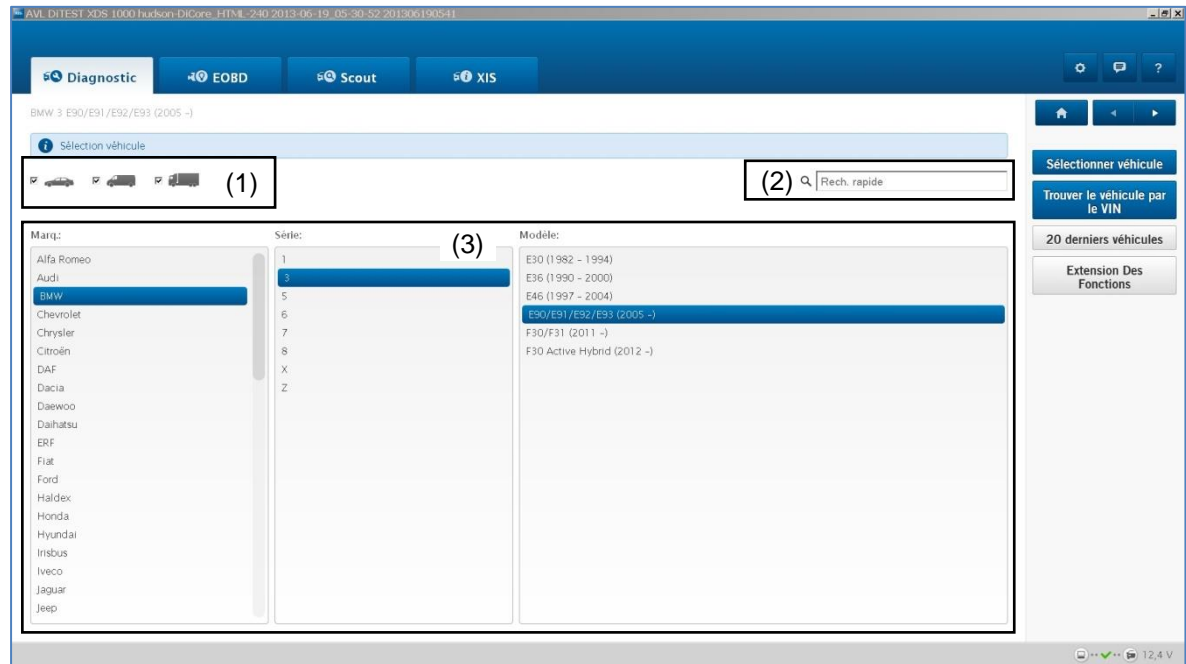 AVL DiTEST XDS 1000 hudson-DiCore_HTML-240 2013-06-19_05-30-52 201306190541
Diagnostic
EOBD
Scout
XIS
?
BMW 3 E90/E91/E92/E93 (2005 -)
Sélection véhicule
(1)
(2)
Rech. rapide
Sélectionner véhicule
Trouver le véhicule par
le VIN
20 derniers véhicules
Extension Des
Fonctions
Marq.:
Série:
(3)
Modèle:
Alfa Romeo
Audi
BMW
Chevrolet
Chrysler
Citroën
DAF
Dacia
Daewoo
Daihatsu
ERF
Fiat
Ford
Haldex
Honda
Hyundai
Irisbus
Iveco
Jaguar
Jeep
1
3
5
6
7
8
X
Z
E30 (1982 - 1994)
E36 (1990 - 2000)
E46 (1997 - 2004)
E90/E91/E92/E93 (2005 -)
F30/F31 (2011 -)
F30 Active Hybrid (2012 -)
12,4 V